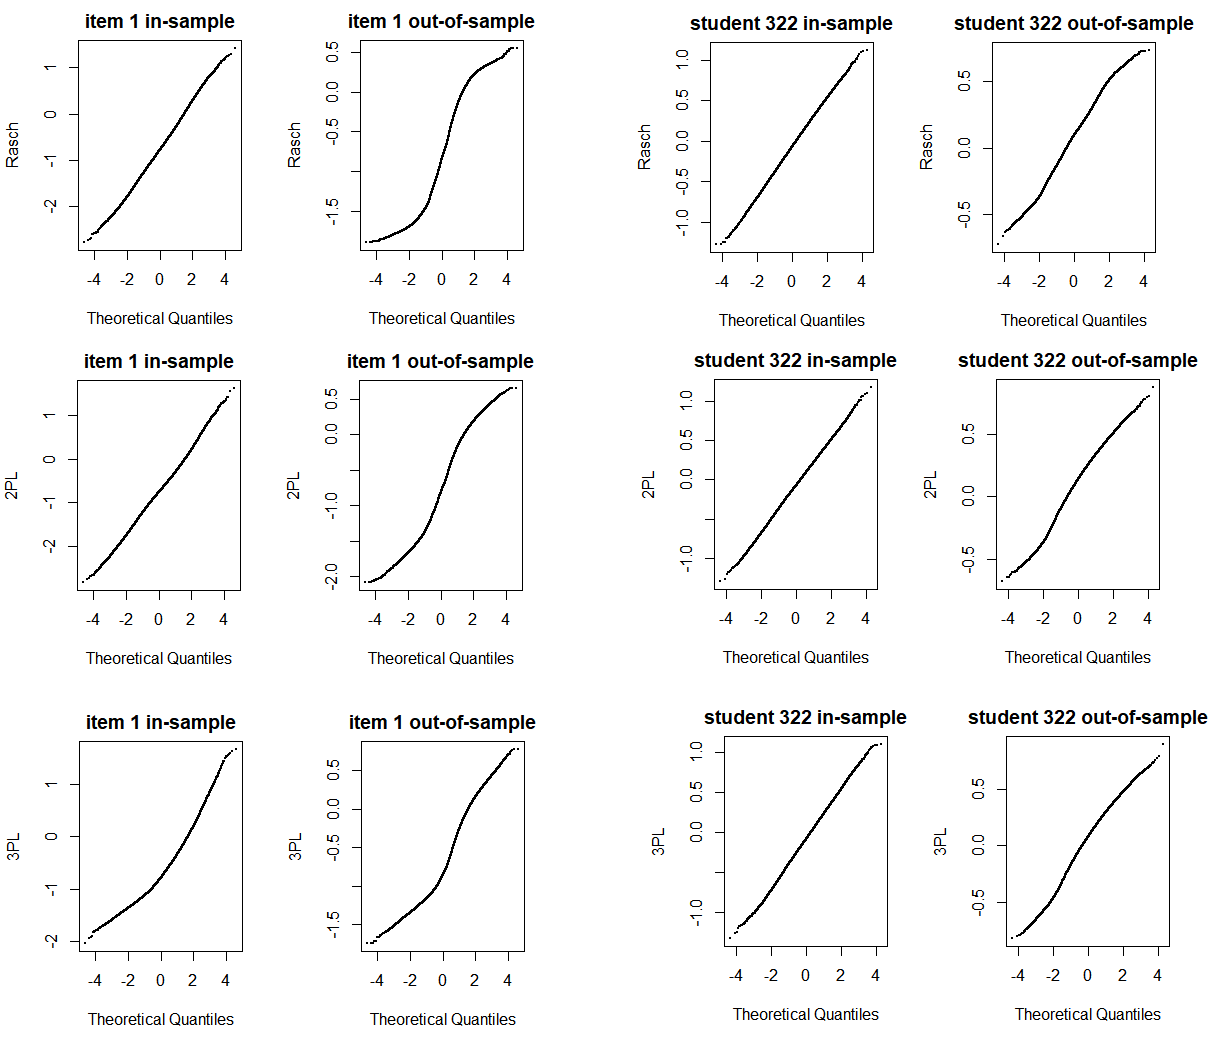 item 1 in-sample
Rasch
1
0
-1
-2
-4 -2 0 2 4
Theoretical Quantiles
item 1 out-of-sample
Rasch
0.5
0.0
-0.5
-1.5
-4 -2 0 2 4
Theoretical Quantiles
student 322 in-sample
Rasch
1.0
0.5
0.0
-0.5
-1.0
-4 -2 0 2 4
Theoretical Quantiles
student 322 out-of-sample
Rasch
0.5
0.0
-0.5
-4 -2 0 2 4
Theoretical Quantiles
item 1 in-sample
2PL
1
0
-1
-2
-4 -2 0 2 4
Theoretical Quantiles
item 1 out-of-sample
2PL
0.5
0.0
-1.0
-2.0
-4 -2 0 2 4
Theoretical Quantiles
student 322 in-sample
2PL
1.0
0.5
0.0
-1.0
-4 -2 0 2 4
Theoretical Quantiles
student 322 out-of-sample
2PL
0.5
0.0
-0.5
-4 -2 0 2 4
Theoretical Quantiles
item 1 in-sample
3PL
1
0
-1
-2
-4 -2 0 2 4
Theoretical Quantiles
item 1 out-of-sample
3PL
0.5
0.0
-0.5
-1.5
-4 -2 0 2 4
Theoretical Quantiles
student 322 in-sample
3PL
1.0
0.5
0.0
-1.0
-4 -2 0 2 4
Theoretical Quantiles
student 322 out-of-sample
3PL
0.5
0.0
-0.5
-4 -2 0 2 4
Theoretical Quantiles